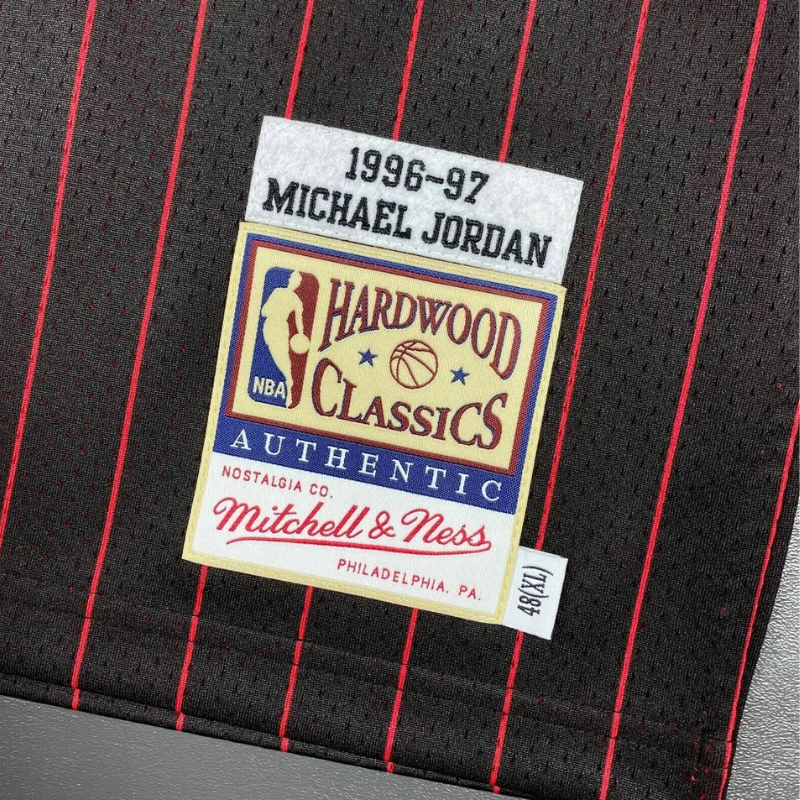 1996-97
MICHAEL JORDAN
HARDWOOD
NBA
CLASSICS
AUTHENTIC
NOSTALGIA CO.
Mitchell & Ness
PHILADELPHIA, PA.
48(XL)